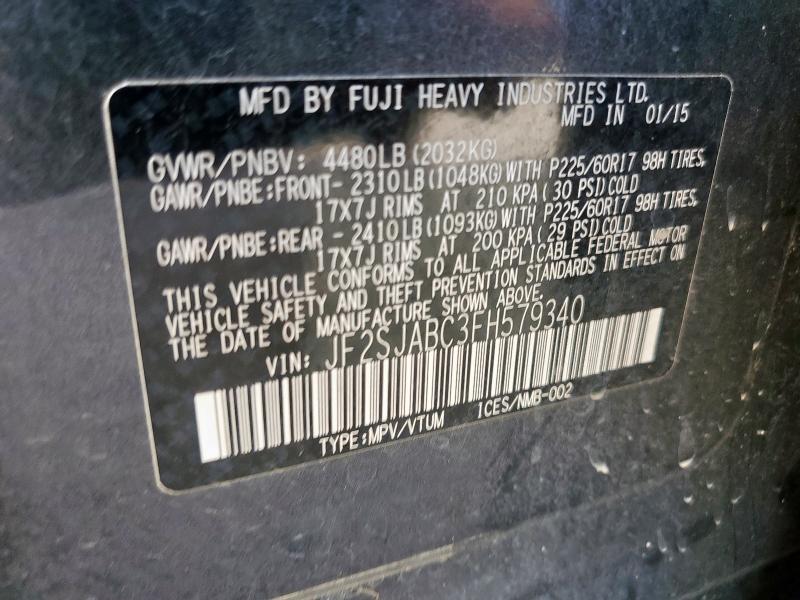 MFD BY FUJI HEAVY INDUSTRIES LTD.
MFD IN 01/15
GVWR/PNBV: 4480LB (2032KG)
GAWR/PNBE:FRONT- 2310LB (1048KG) WITH P225/60R17 98H TIRES,
17X7J RIMS AT 210 KPA ( 30 PSI) COLD
GAWR/PNBE:REAR - 2410LB (1093KG) WITH P225/60R17 98H TIRES,
17X7J RIMS AT 200 KPA ( 29 PSI) COLD
THIS VEHICLE CONFORMS TO ALL APPLICABLE FEDERAL MOTOR
VEHICLE SAFETY AND THEFT PREVENTION STANDARDS IN EFFECT ON
THE DATE OF MANUFACTURE SHOWN ABOVE.
VIN: JF2SJABC3FH579340
TYPE:MPV/VTUM ICES/NMB-002